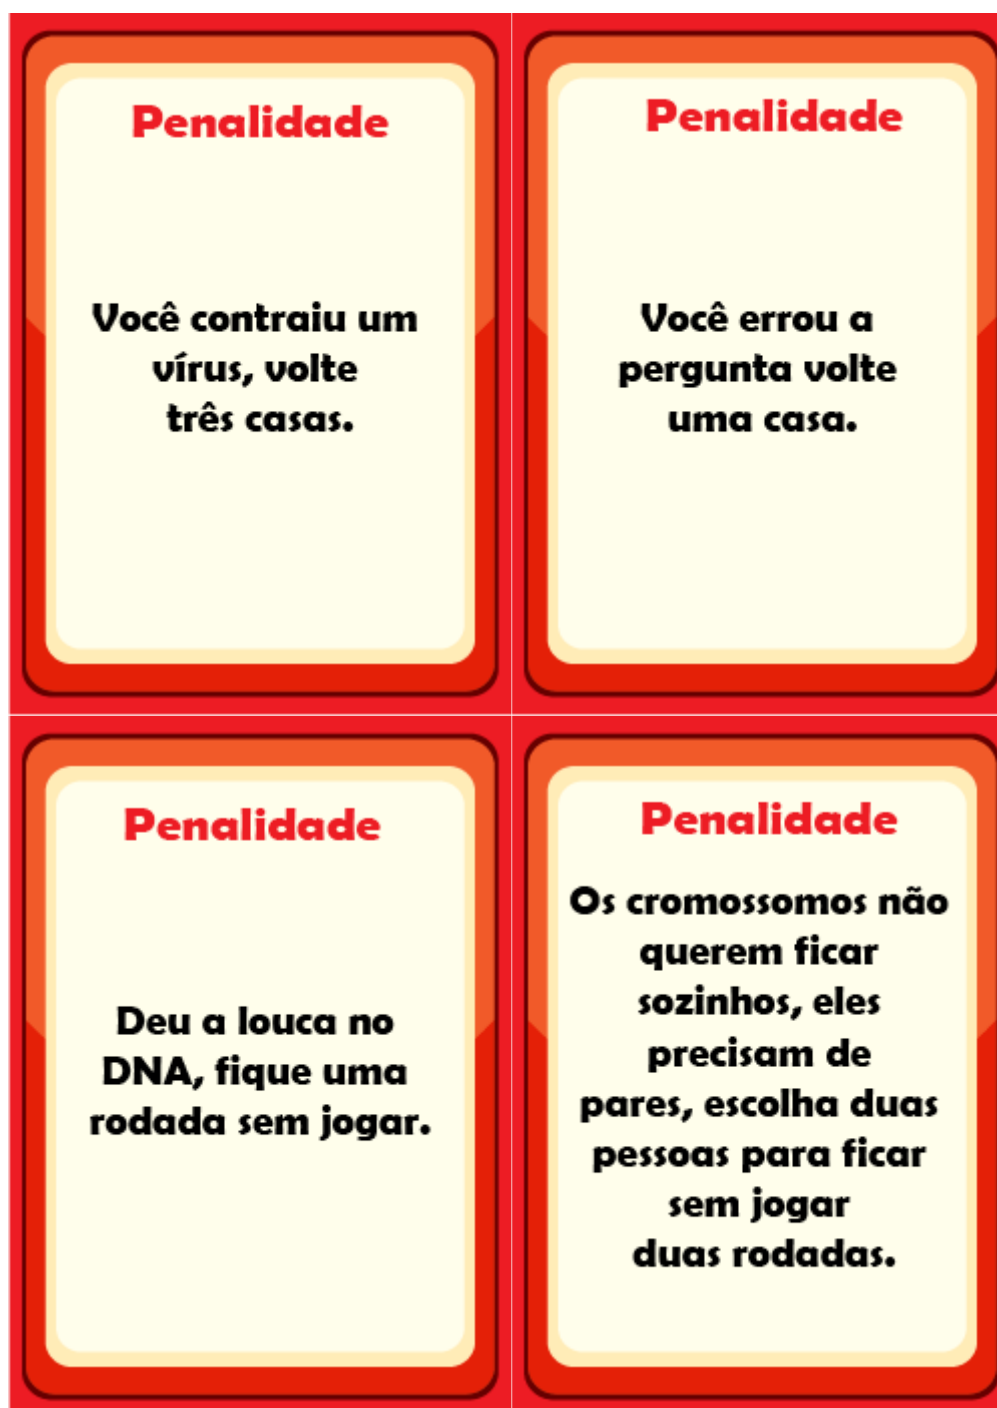 Penalidade
Você contraiu um
vírus, volte
três casas.
Penalidade
Você errou a
pergunta volte
uma casa.
Penalidade
Deu a louca no
DNA, fique uma
rodada sem jogar.
Penalidade
Os cromossomos não
querem ficar
sozinhos, eles
precisam de
pares, escolha duas
pessoas para ficar
sem jogar
duas rodadas.